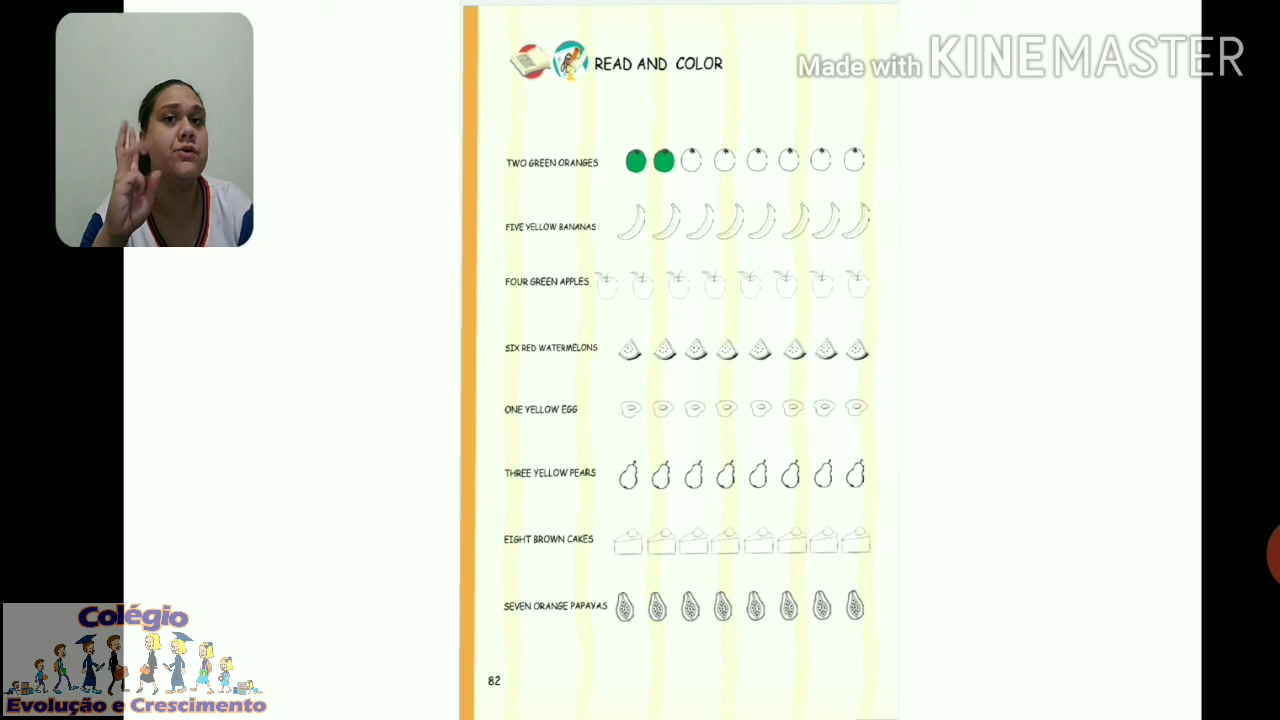 READ AND COLOR
Made with KINEMASTER
TWO GREEN ORANGES
FIVE YELLOW BANANAS
FOUR GREEN APPLES
SIX RED WATERMELONS
ONE YELLOW EGG
THREE YELLOW PEARS
EIGHT BROWN CAKES
SEVEN ORANGE PAPAYAS
82
Colégio
Evolução e Crescimento